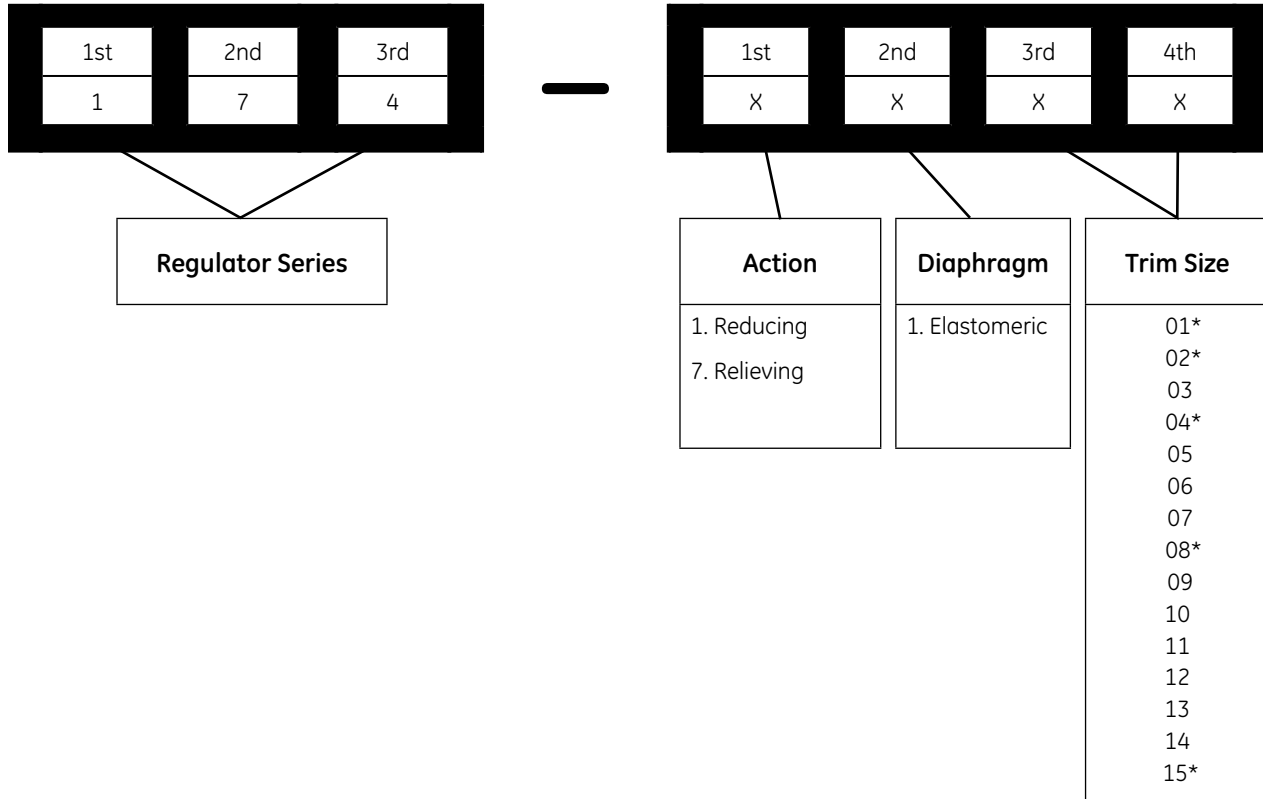 1st 2nd 3rd
1 7 4
1st 2nd 3rd 4th
X X X X
Regulator Series
Action
1. Reducing
7. Relieving
Diaphragm
1. Elastomeric
Trim Size
01*
02*
03
04*
05
06
07
08*
09
10
11
12
13
14
15*